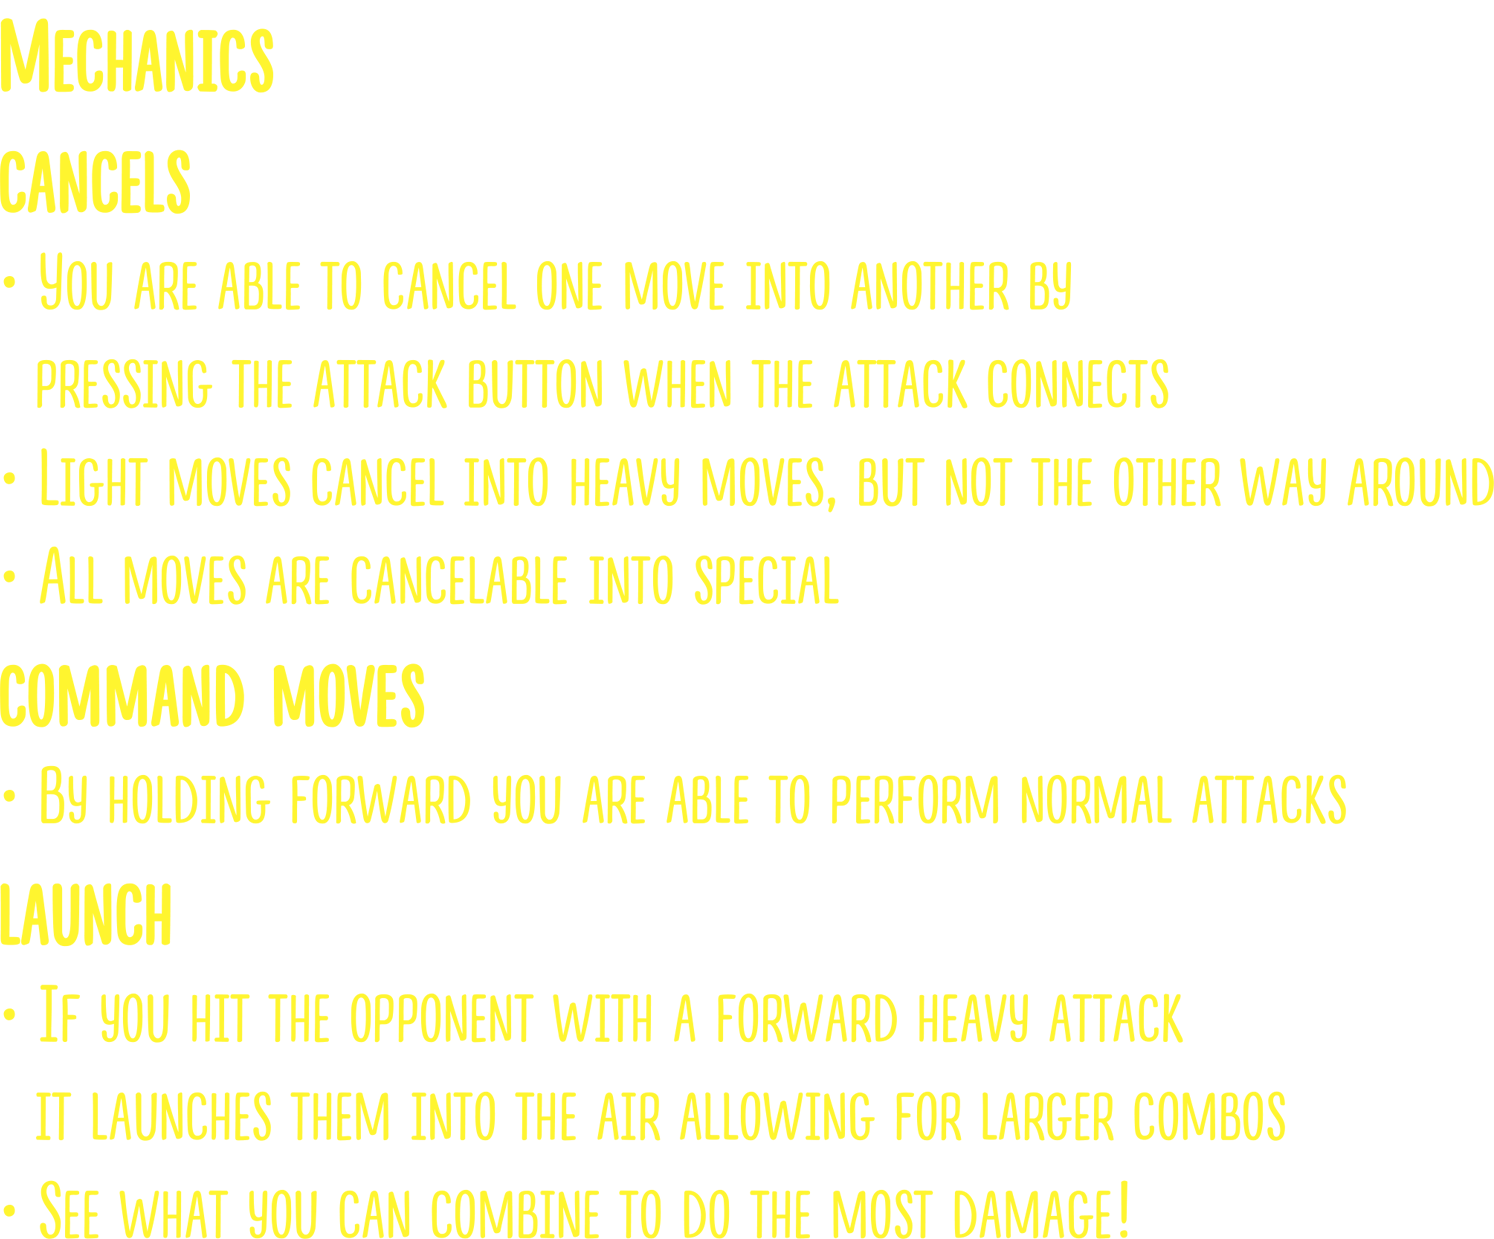 Mechanics
cancels
• You are able to cancel one move into another by
pressing the attack button when the attack connects
• Light moves cancel into heavy moves, but not the other way around
• All moves are cancelable into special
command moves
• By holding forward you are able to perform normal attacks
launch
• If you hit the opponent with a forward heavy attack
it launches them into the air allowing for larger combos
• See what you can combine to do the most damage!